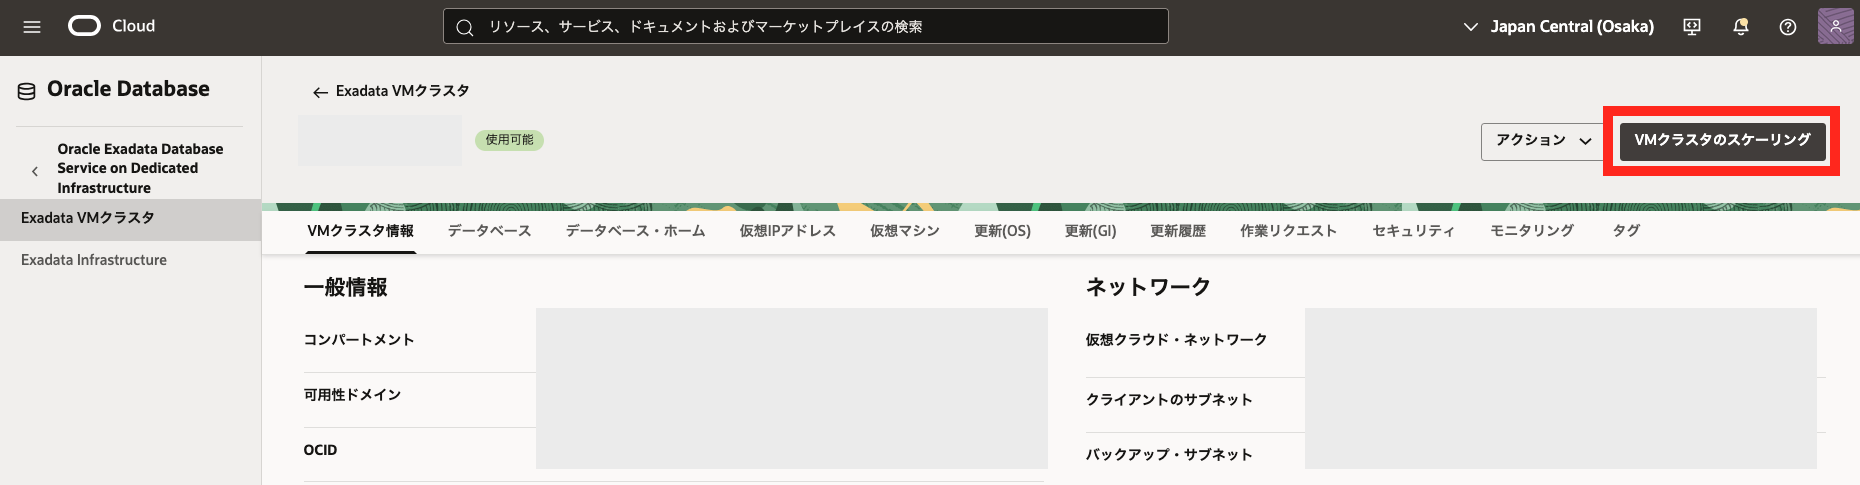 Cloud
リソース、サービス、ドキュメントおよびマーケットプレイスの検索
Japan Central (Osaka)
Oracle Database
Oracle Exadata Database
Service on Dedicated
Infrastructure
Exadata VMクラスタ
Exadata Infrastructure
Exadata VMクラスタ
使用可能
アクション
VMクラスタのスケーリング
VMクラスタ情報
データベース
データベース・ホーム
仮想IPアドレス
仮想マシン
更新(OS)
更新(GI)
更新履歴
作業リクエスト
セキュリティ
モニタリング
タグ
一般情報
コンパートメント
可用性ドメイン
OCID
ネットワーク
仮想クラウド・ネットワーク
クライアントのサブネット
バックアップ・サブネット